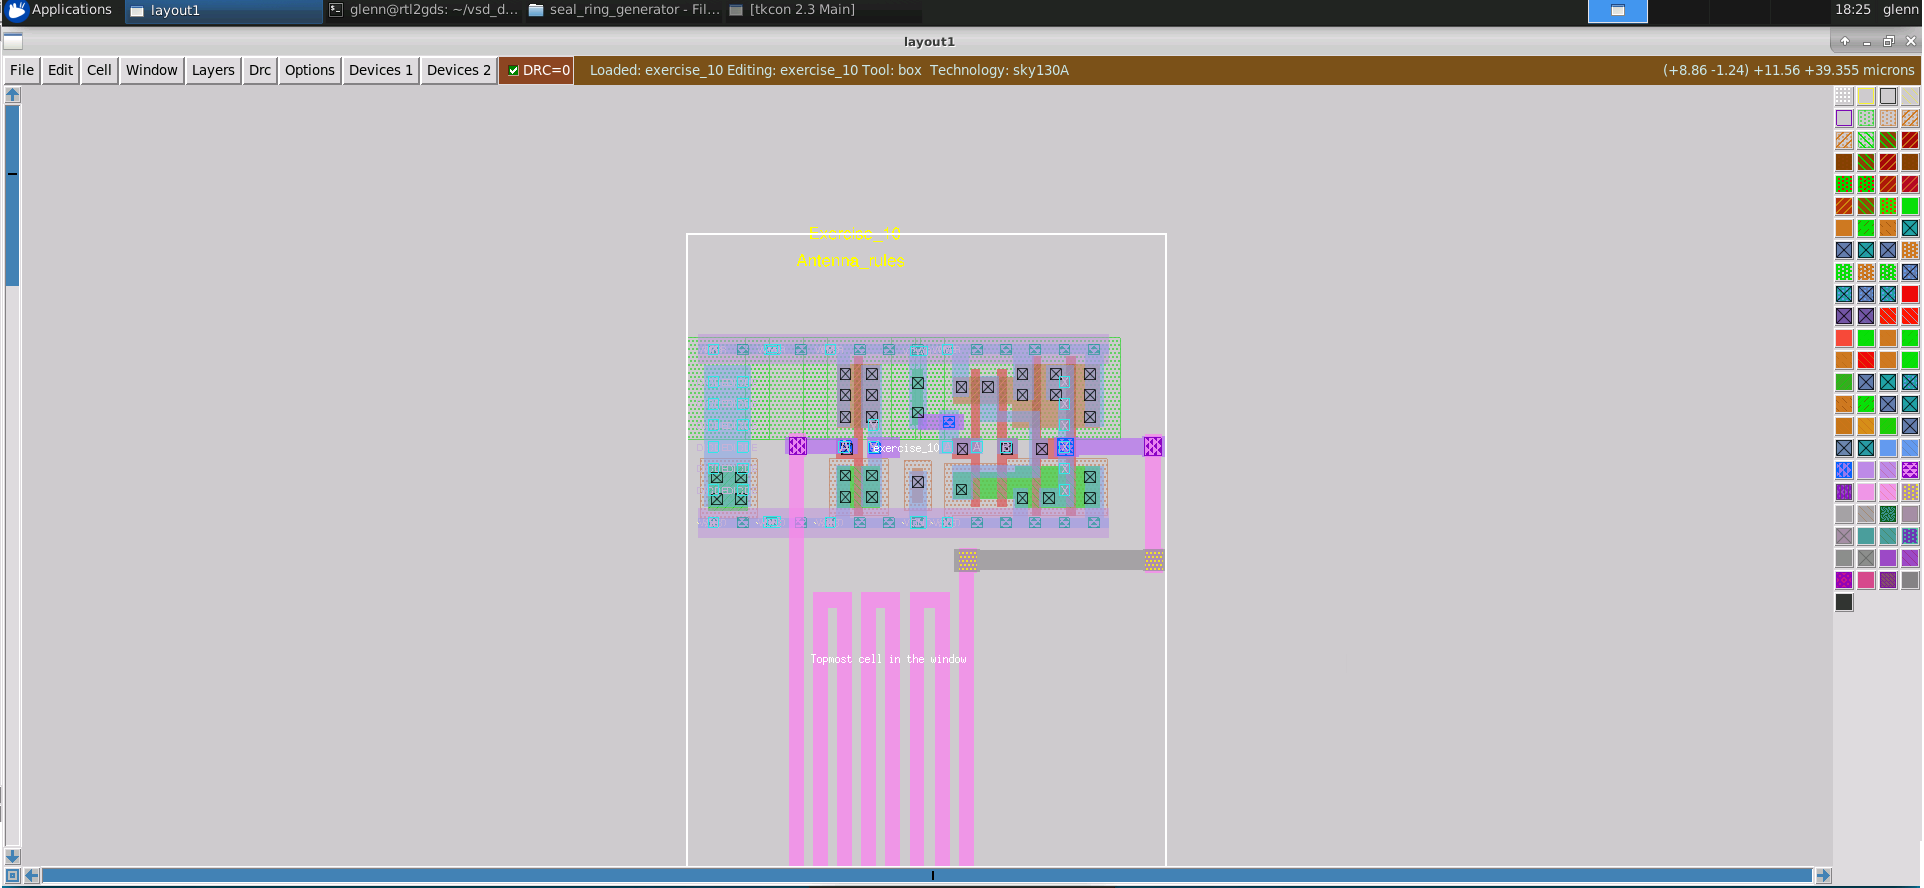 Applications
layout1
glenn@rtl2gds: ~/vsd_d...
seal_ring_generator - Fil...
[tkcon 2.3 Main]
18:25
glenn
layout1
File Edit Cell Window Layers Drc Options Devices 1 Devices 2 DRC=0 Loaded: exercise_10 Editing: exercise_10 Tool: box Technology: sky130A (+8.86 -1.24) +11.56 +39.355 microns
Exercise_10
Antenna_rules
exercise_10
Topmost cell in the window